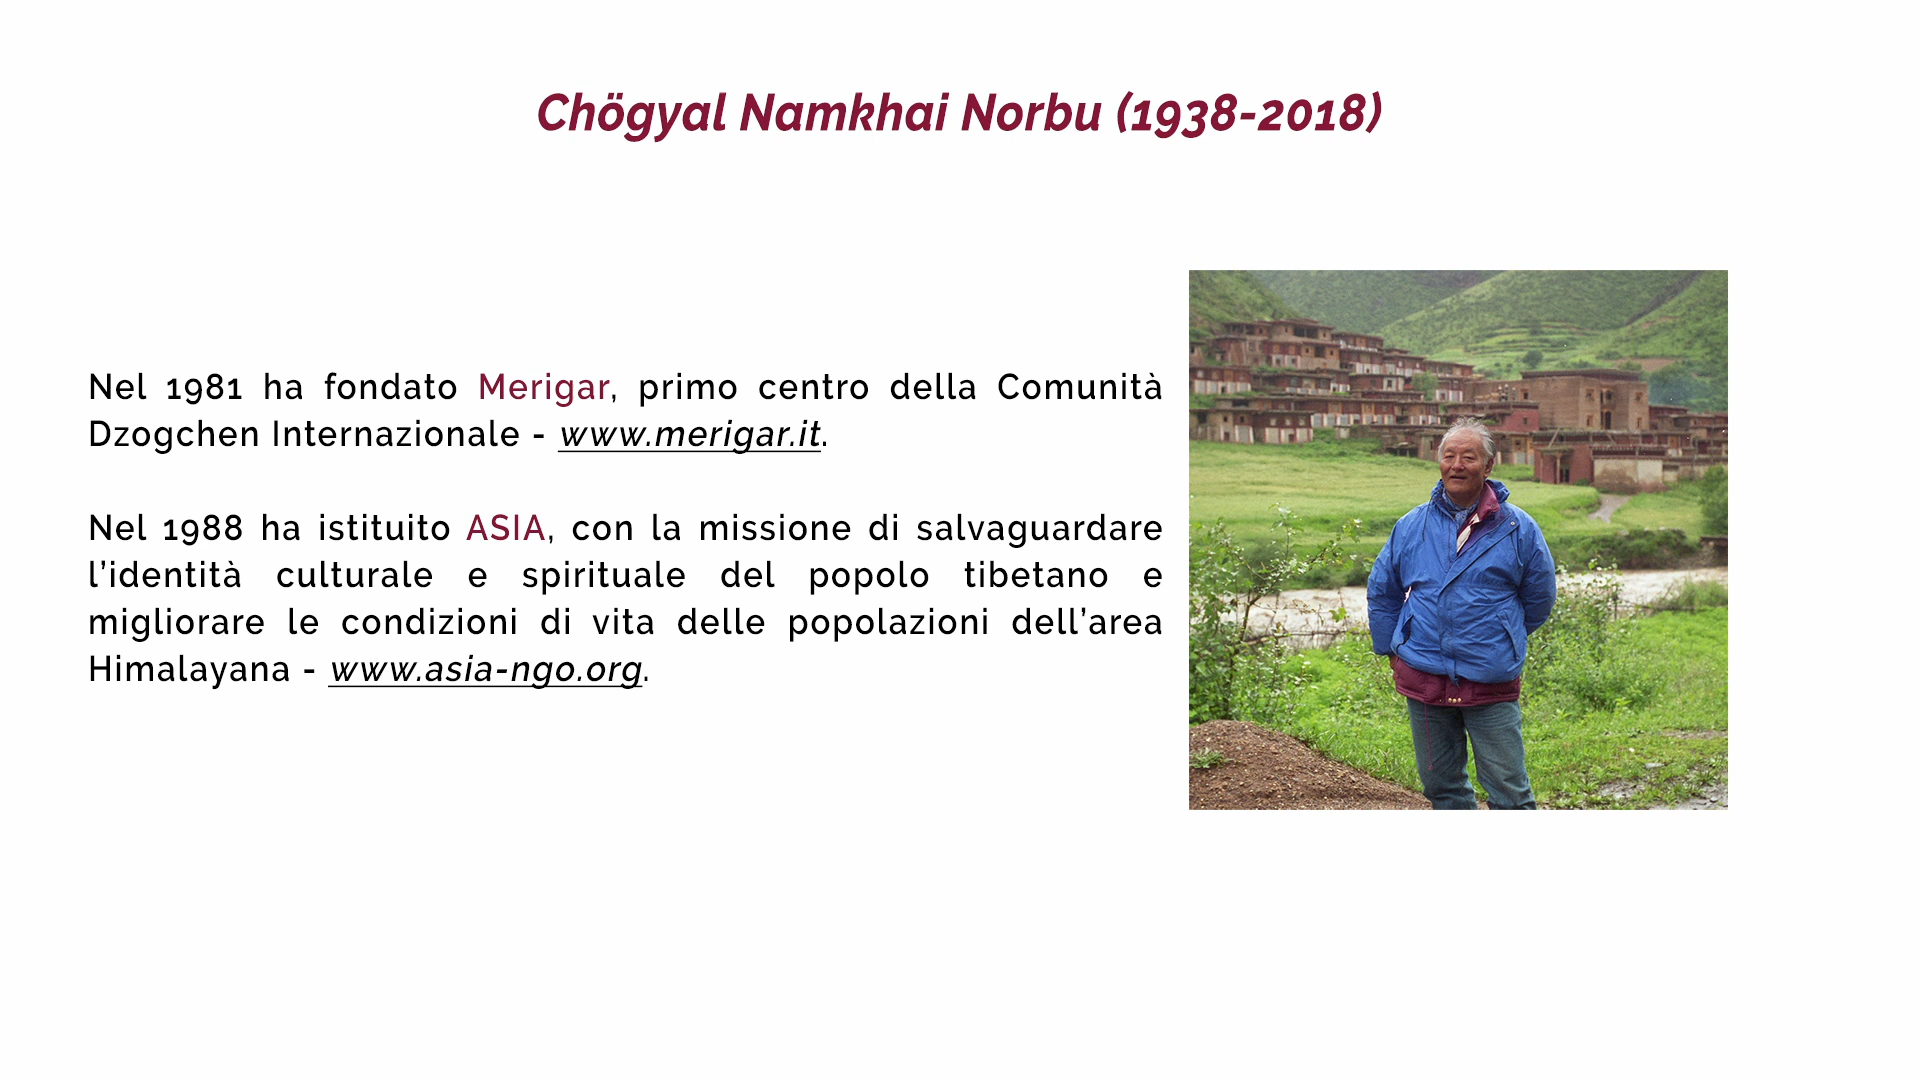 Chögyal Namkhai Norbu (1938-2018)
Nel 1981 ha fondato Merigar, primo centro della Comunità
Dzogchen Internazionale - www.merigar.it.
Nel 1988 ha istituito ASIA, con la missione di salvaguardare
l’identità culturale e spirituale del popolo tibetano e
migliorare le condizioni di vita delle popolazioni dell’area
Himalayana - www.asia-ngo.org.